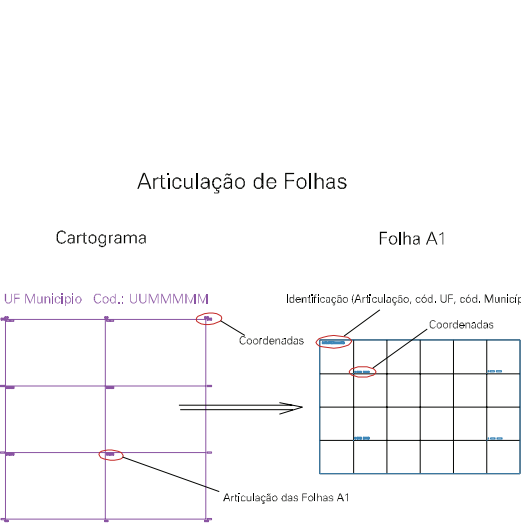 Articulação de Folhas
Cartograma
Folha A1
UF Municipio Cod.: UUMMMMM
Identificação (Articulação, cód. UF, cód. Municíp
Coordenadas
Coordenadas
Articulação das Folhas A1